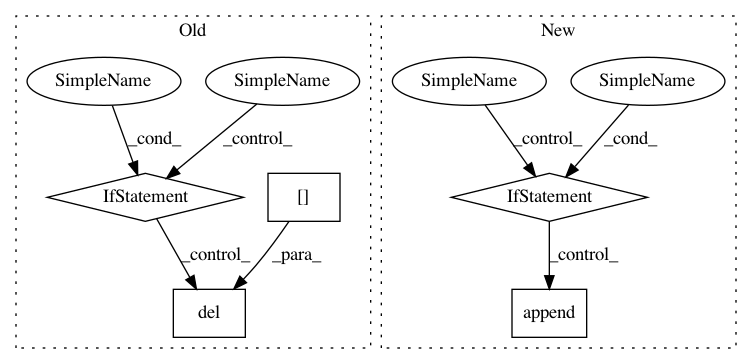 Old
New
SimpleName
SimpleName
SimpleName
SimpleName
_cond_
_control_
_control_
_cond_
IfStatement
[]
IfStatement
_control_
_para_
_control_
del
append